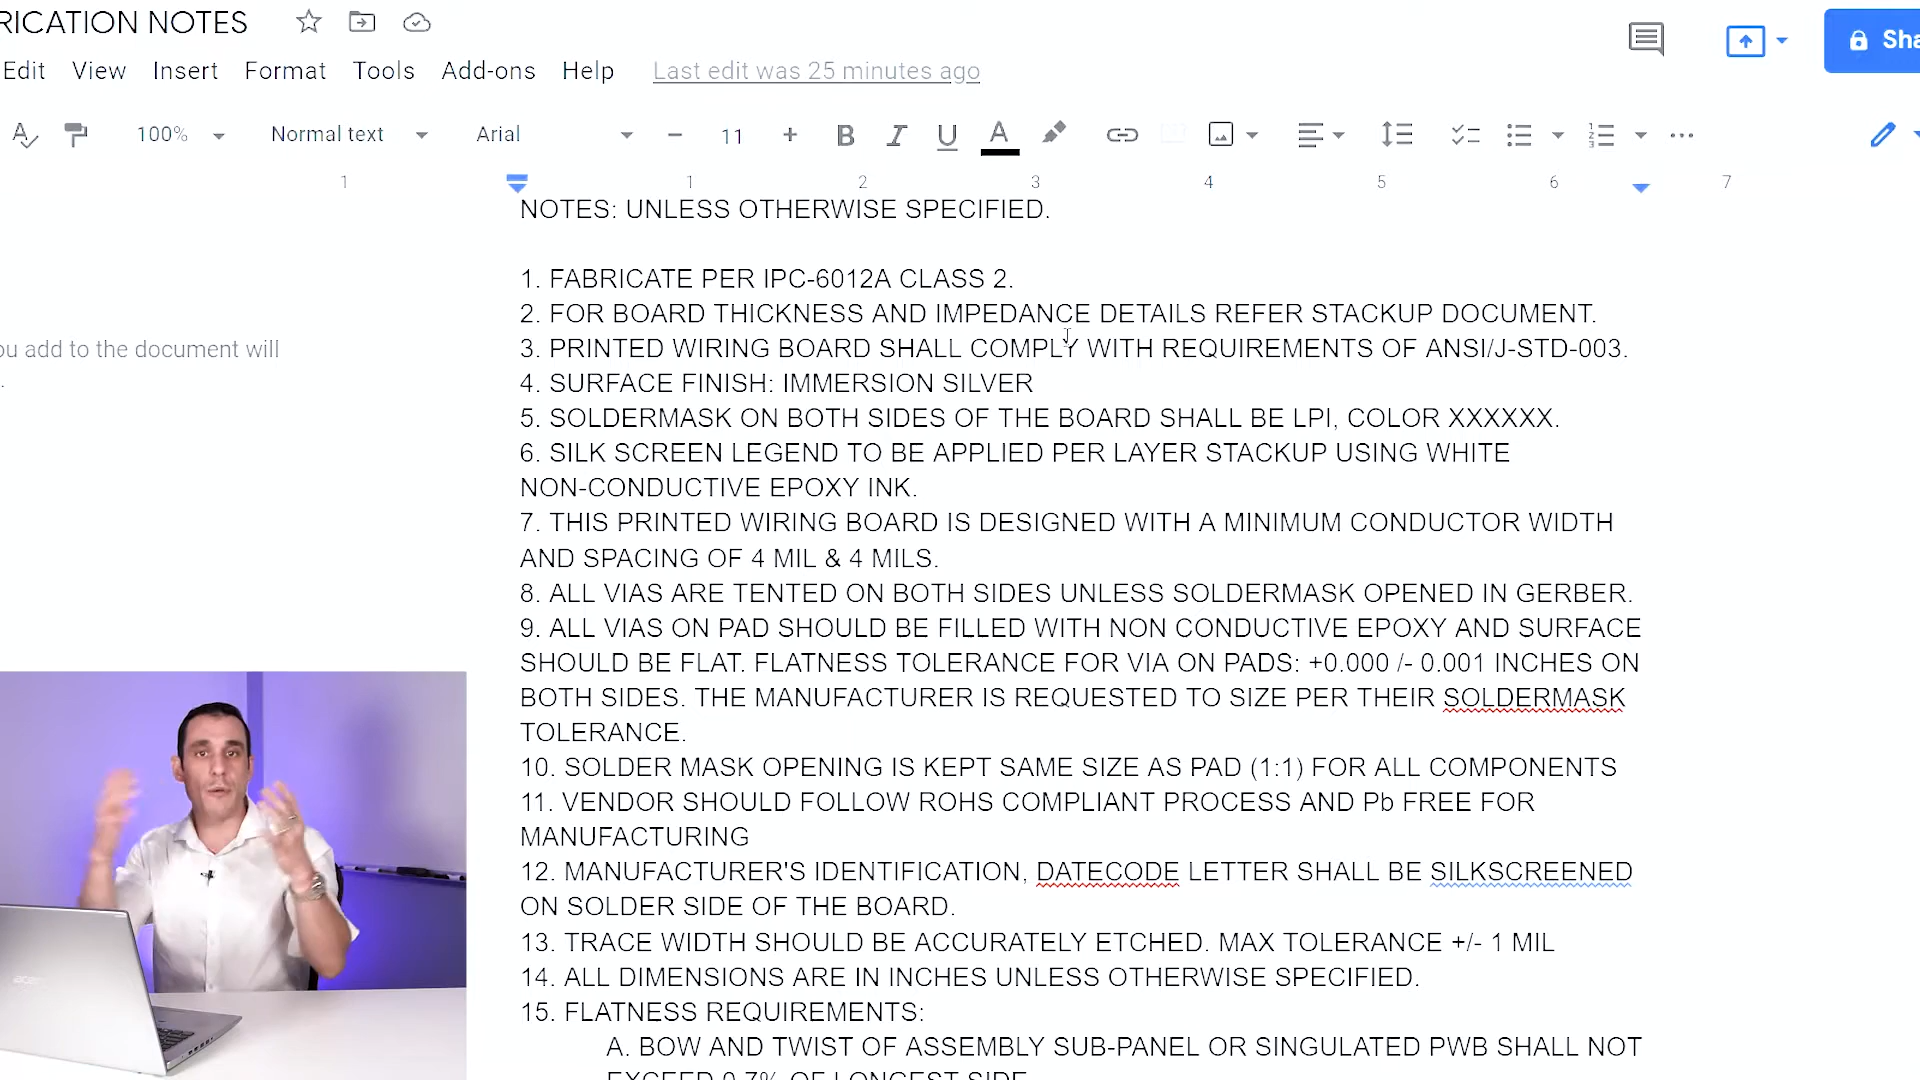 RICATION NOTES
Edit View Insert Format Tools Add-ons Help Last edit was 25 minutes ago
Sha
100% Normal text Arial - 11 + B I U A
1 1 2 3 4 5 6 7
NOTES: UNLESS OTHERWISE SPECIFIED.
1. FABRICATE PER IPC-6012A CLASS 2.
2. FOR BOARD THICKNESS AND IMPEDANCE DETAILS REFER STACKUP DOCUMENT.
ou add to the document will
.
3. PRINTED WIRING BOARD SHALL COMPLY WITH REQUIREMENTS OF ANSI/J-STD-003.
4. SURFACE FINISH: IMMERSION SILVER
5. SOLDERMASK ON BOTH SIDES OF THE BOARD SHALL BE LPI, COLOR XXXXXX.
6. SILK SCREEN LEGEND TO BE APPLIED PER LAYER STACKUP USING WHITE
NON-CONDUCTIVE EPOXY INK.
7. THIS PRINTED WIRING BOARD IS DESIGNED WITH A MINIMUM CONDUCTOR WIDTH
AND SPACING OF 4 MIL & 4 MILS.
8. ALL VIAS ARE TENTED ON BOTH SIDES UNLESS SOLDERMASK OPENED IN GERBER.
9. ALL VIAS ON PAD SHOULD BE FILLED WITH NON CONDUCTIVE EPOXY AND SURFACE
SHOULD BE FLAT. FLATNESS TOLERANCE FOR VIA ON PADS: +0.000 /- 0.001 INCHES ON
BOTH SIDES. THE MANUFACTURER IS REQUESTED TO SIZE PER THEIR SOLDERMASK
TOLERANCE.
10. SOLDER MASK OPENING IS KEPT SAME SIZE AS PAD (1:1) FOR ALL COMPONENTS
11. VENDOR SHOULD FOLLOW ROHS COMPLIANT PROCESS AND Pb FREE FOR
MANUFACTURING
12. MANUFACTURER'S IDENTIFICATION, DATECODE LETTER SHALL BE SILKSCREENED
ON SOLDER SIDE OF THE BOARD.
13. TRACE WIDTH SHOULD BE ACCURATELY ETCHED. MAX TOLERANCE +/- 1 MIL
14. ALL DIMENSIONS ARE IN INCHES UNLESS OTHERWISE SPECIFIED.
15. FLATNESS REQUIREMENTS:
A. BOW AND TWIST OF ASSEMBLY SUB-PANEL OR SINGULATED PWB SHALL NOT
EXCEED 0.7% OF LONGEST SIDE
acer